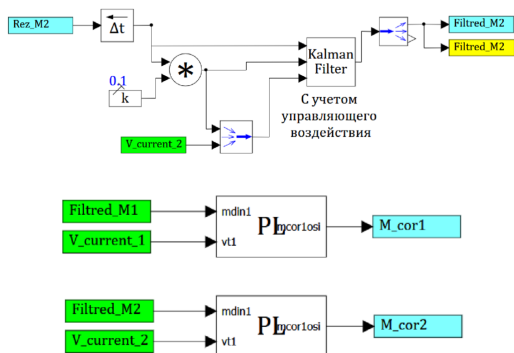 Rez_M2
Δt
Filtred_M2
Filtred_M2
Kalman
Filter
*
0.1
k
С учетом
управляющего
воздействия
V_current_2
Filtred_M1
V_current_1
mdin1
vt1
PL
mcor1osi
M_cor1
Filtred_M2
V_current_2
mdin1
vt1
PL
mcor1osi
M_cor2